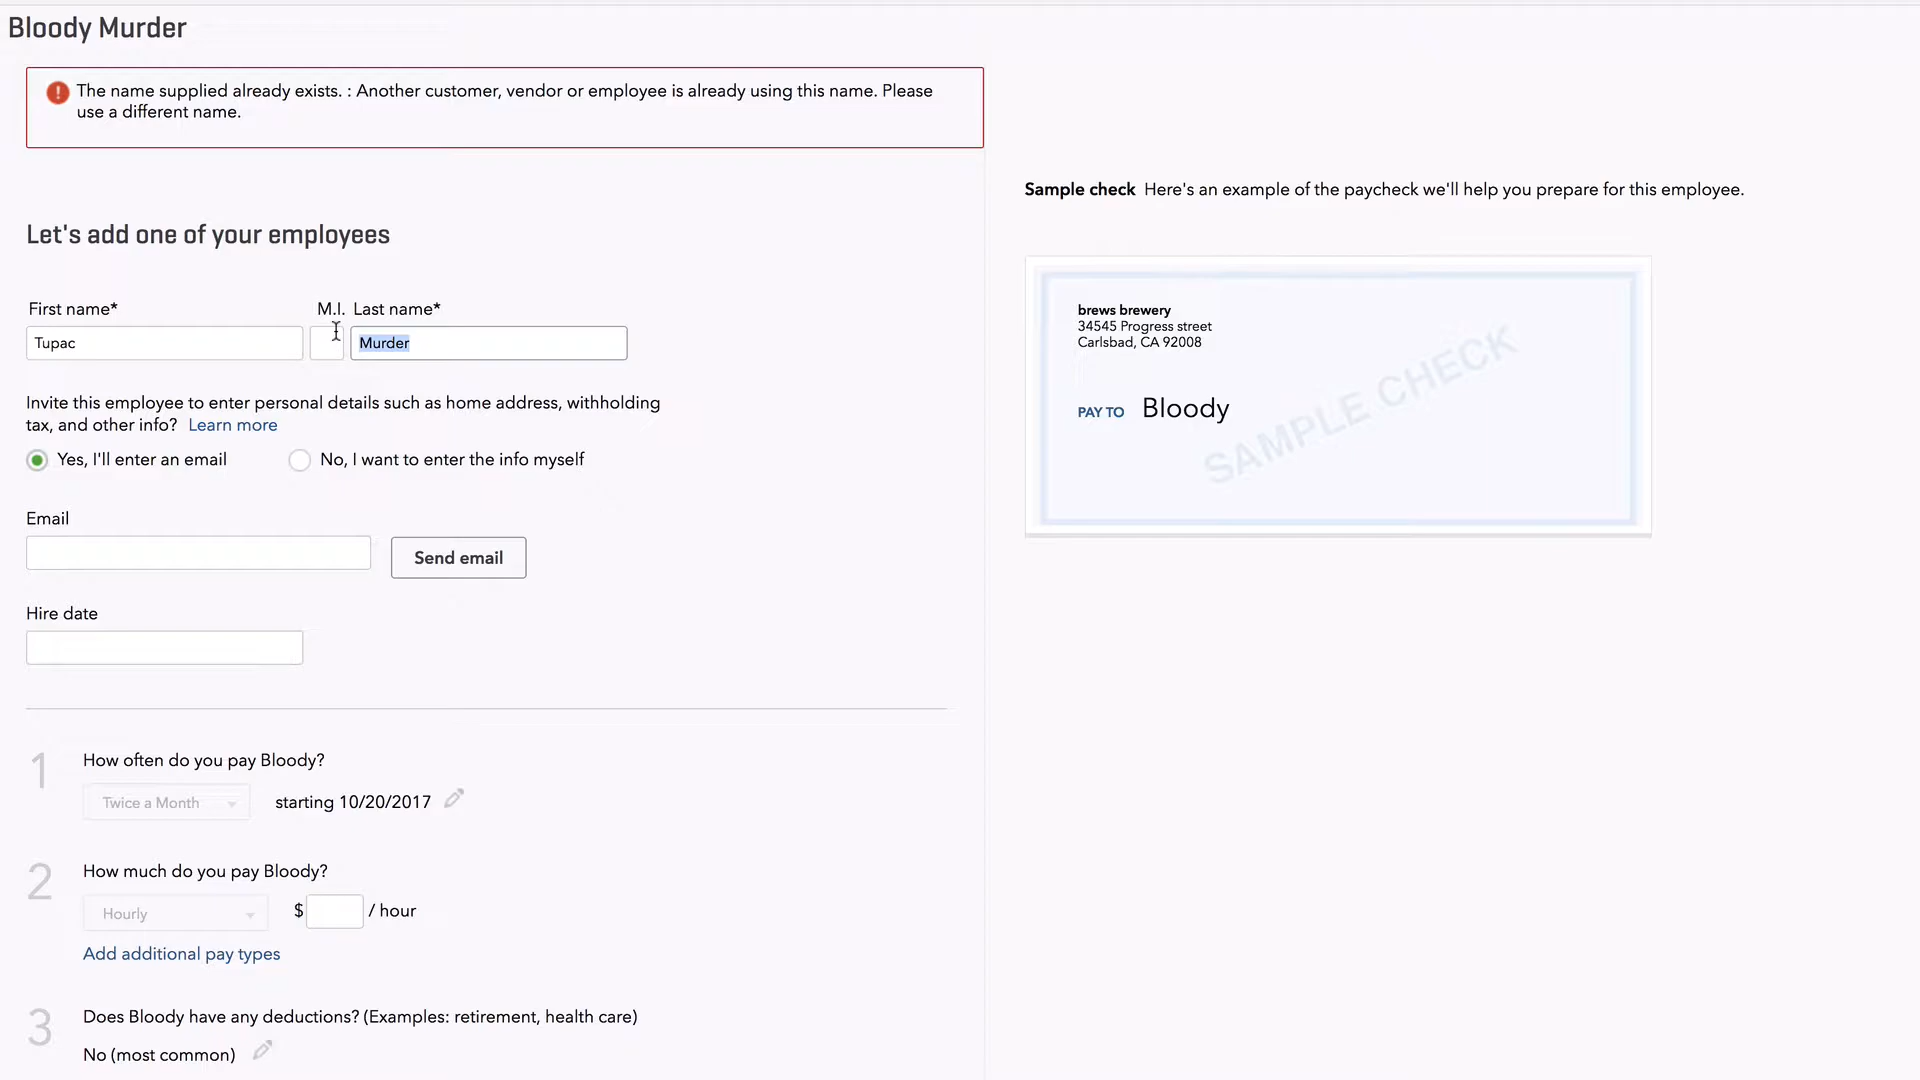 Bloody Murder
The name supplied already exists. : Another customer, vendor or employee is already using this name. Please
use a different name.
Let's add one of your employees
First name*
M.I.
Last name*
Tupac
Murder
Invite this employee to enter personal details such as home address, withholding
tax, and other info? Learn more
Yes, I'll enter an email
No, I want to enter the info myself
Email
Send email
Hire date
1
How often do you pay Bloody?
Twice a Month
starting 10/20/2017
2
How much do you pay Bloody?
Hourly
$
/ hour
Add additional pay types
3
Does Bloody have any deductions? (Examples: retirement, health care)
No (most common)
Sample check Here's an example of the paycheck we'll help you prepare for this employee.
brews brewery
34545 Progress street
Carlsbad, CA 92008
PAY TO Bloody
SAMPLE CHECK